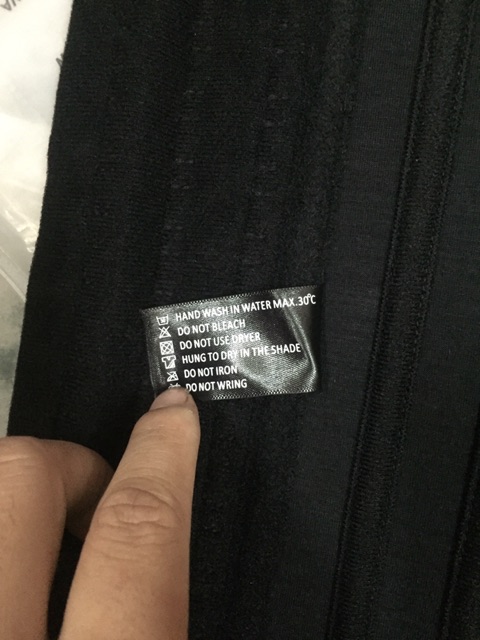 HAND WASH IN WATER MAX.30°C
DO NOT BLEACH
DO NOT USE DRYER
HUNG TO DRY IN THE SHADE
DO NOT IRON
DO NOT WRING